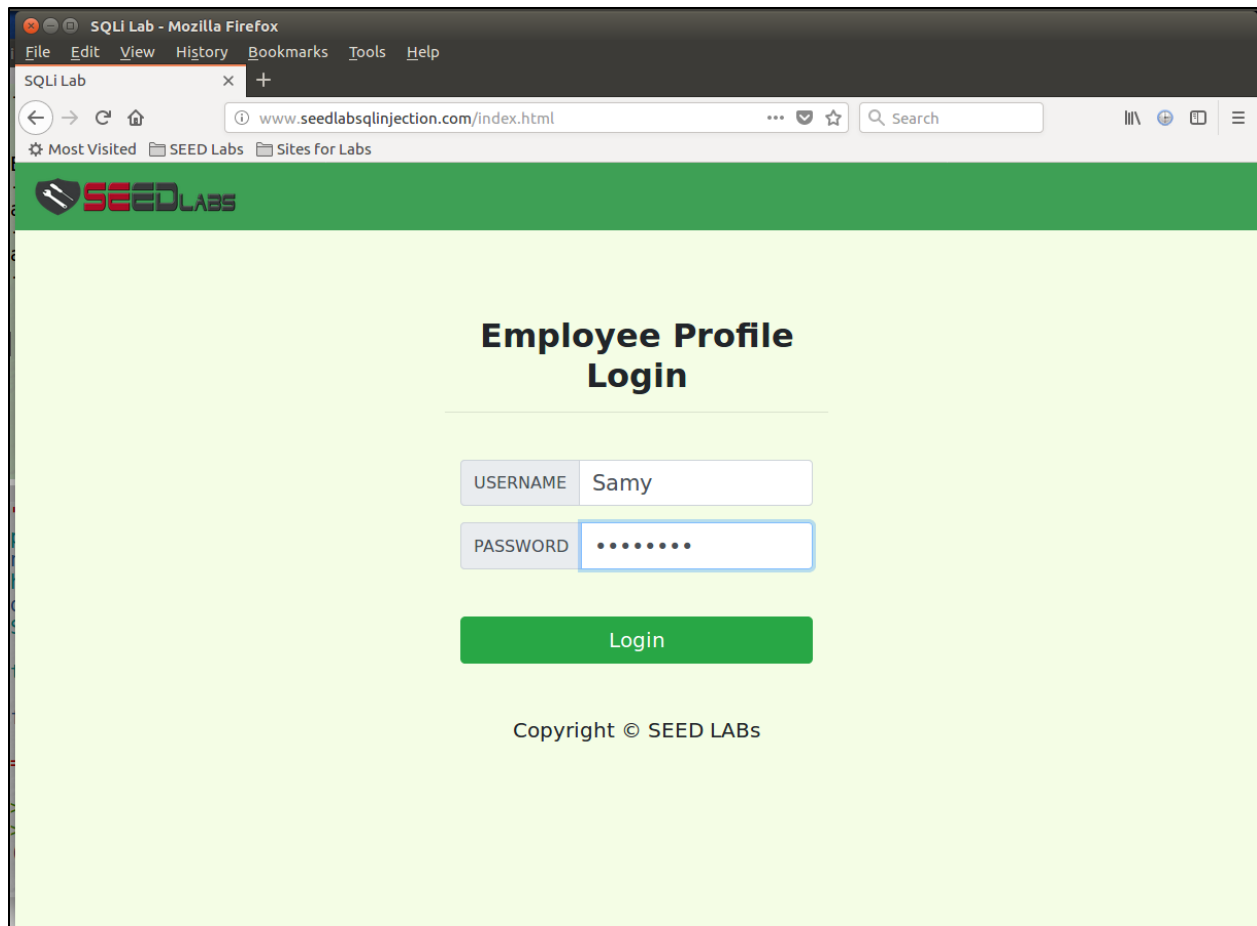 SQLi Lab - Mozilla Firefox
File Edit View History Bookmarks Tools Help
SQLi Lab
www.seedlabsqlinjection.com/index.html
Search
Most Visited SEED Labs Sites for Labs
SEEDLABS
Employee Profile
Login
USERNAME Samy
PASSWORD ••••••••
Login
Copyright © SEED LABs